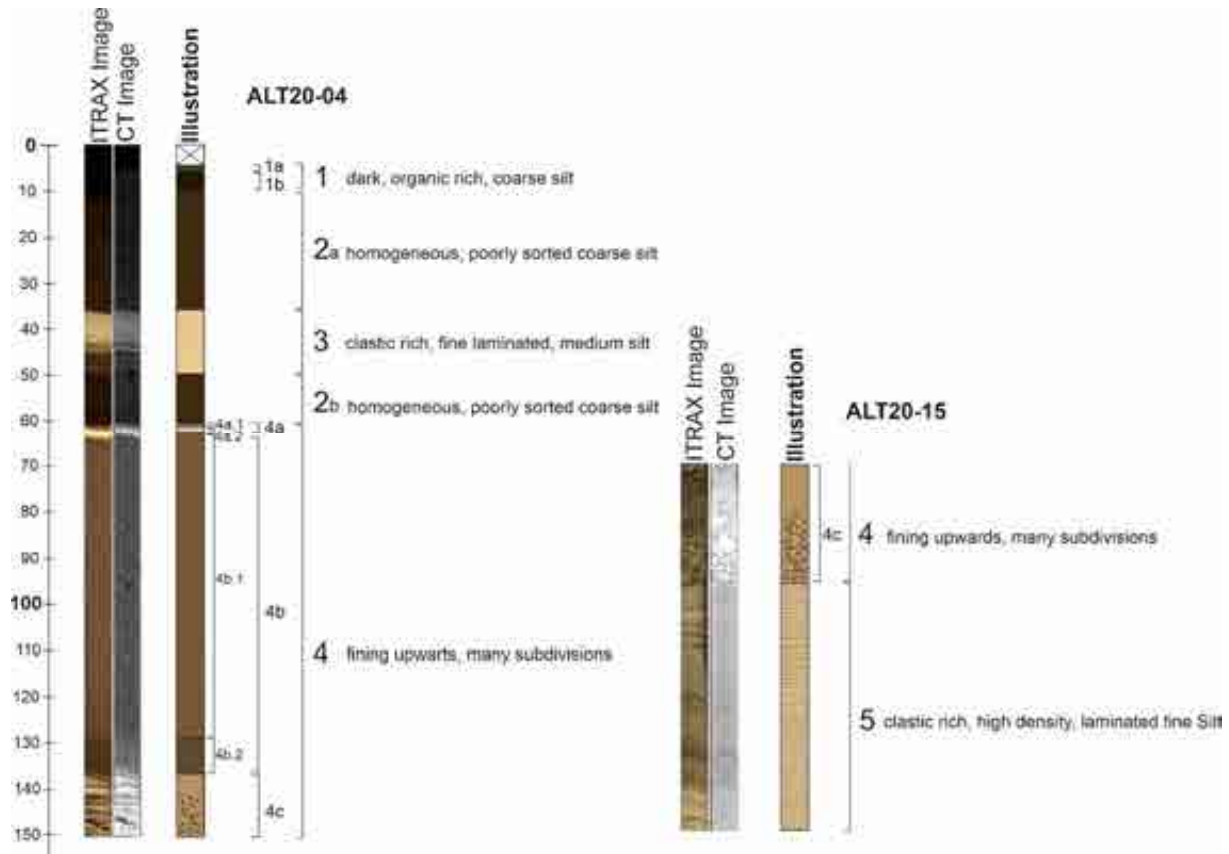 ITRAX Image
CT Image
Illustration
ALT20-04
0
10
20
30
40
50
60
70
80
90
100
110
120
130
140
150
1a
1b
1 dark, organic rich, coarse silt
2a homogeneous, poorly sorted coarse silt
3 clastic rich, fine laminated, medium silt
2b homogeneous, poorly sorted coarse silt
4a.1
4a.2
4a
4b.1
4b
4 fining upwarts, many subdivisions
4b.2
4c
ITRAX Image
CT Image
Illustration
ALT20-15
4c
4 fining upwards, many subdivisions
5 clastic rich, high density, laminated fine Silt